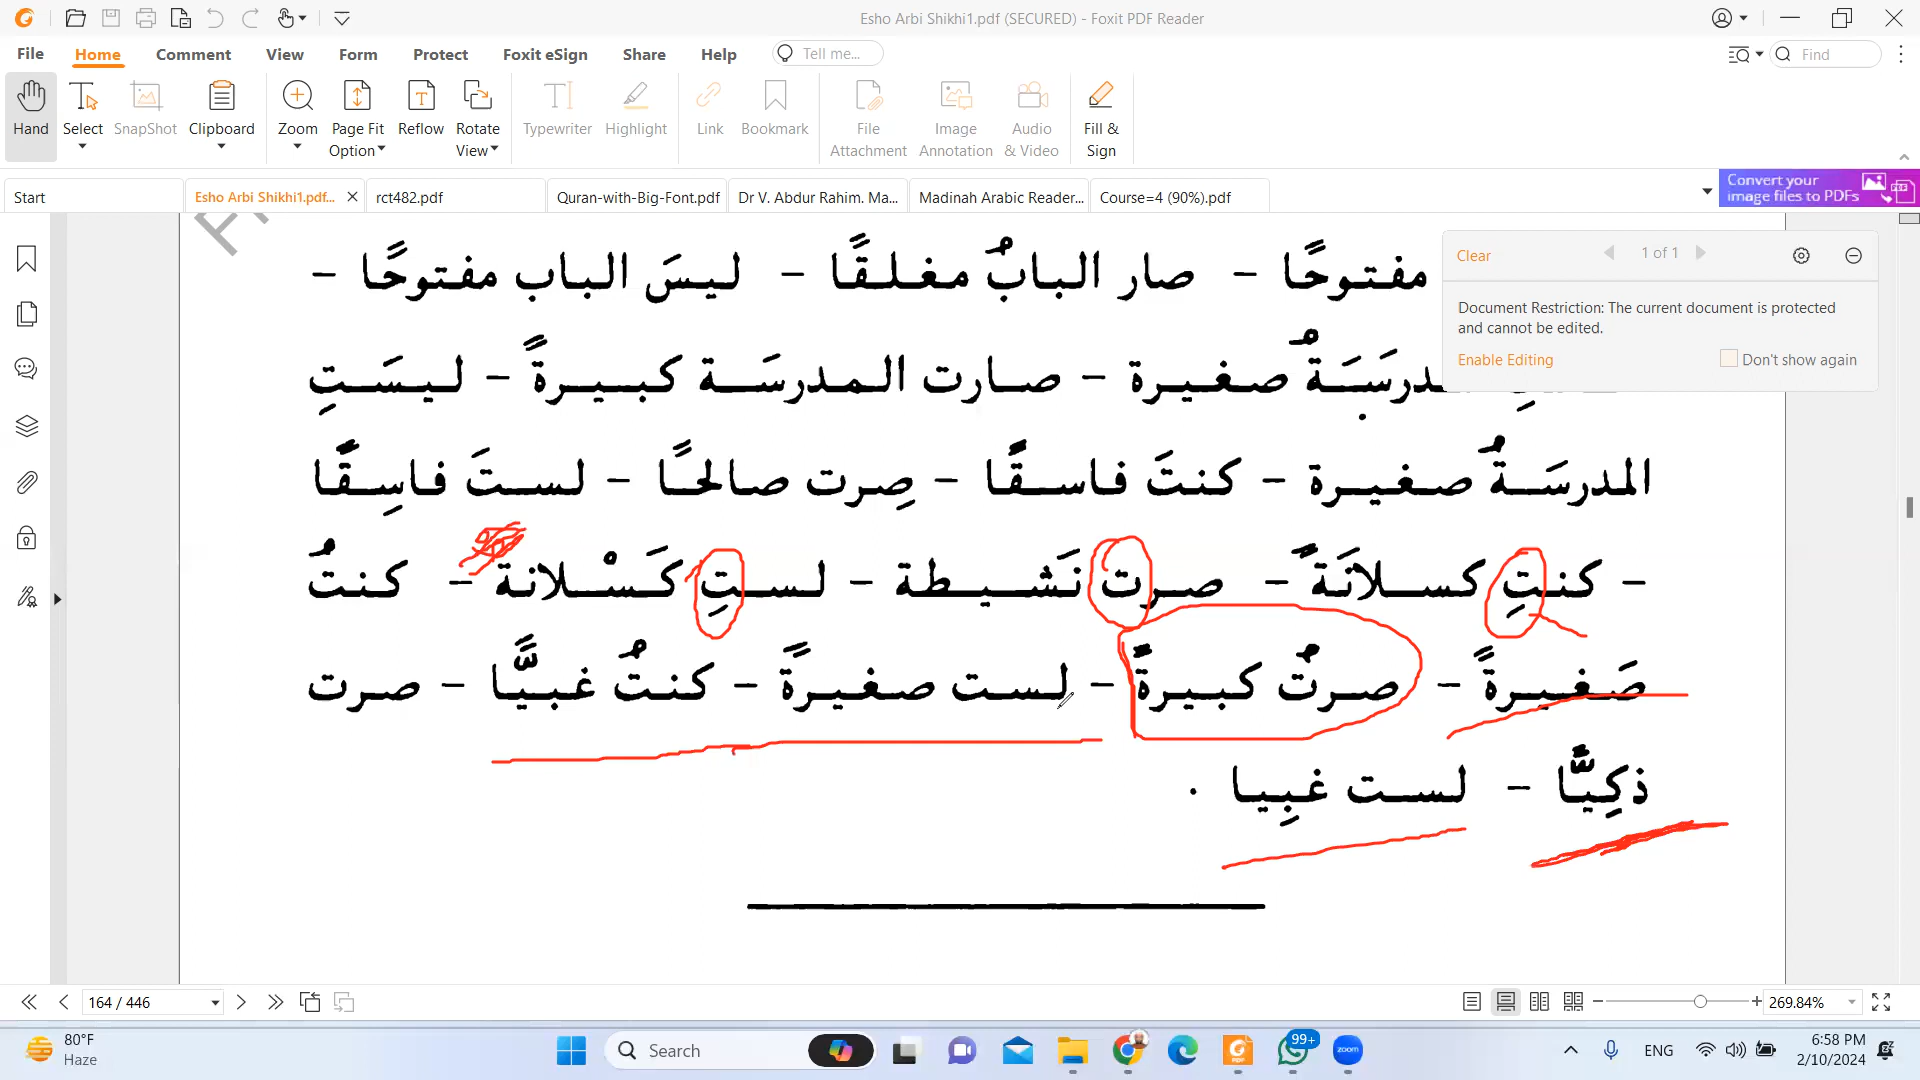 Esho Arbi Shikhi1.pdf (SECURED) - Foxit PDF Reader
File Home Comment View Form Protect Foxit eSign Share Help Tell me... Find
Hand Select SnapShot Clipboard Zoom Page Fit Option Reflow Rotate View Typewriter Highlight Link Bookmark File Attachment Image Annotation Audio & Video Fill & Sign
Start Esho Arbi Shikhi1.pdf... rct482.pdf Quran-with-Big-Font.pdf Dr V. Abdur Rahim. Ma... Madinah Arabic Reader... Course=4 (90%).pdf
Convert your
image files to PDFs
Clear 1 of 1
Document Restriction: The current document is protected
and cannot be edited.
Enable Editing Don't show again
مفتوحًا - صار البابُ مغلقًا - ليسَ الباب مفتوحًا -
صغيرة - صارت المدرسَة كبيرةً - ليسَتِ
المدرسَةُ صغيرة - كنتَ فاسقًا - صِرت صالحًا - لستَ فاسِقًا
- كنتِ كسلانَةً - صرت نَشيطة - لستِ كَسْلانة - كنتُ
صَغيرةً - صرتُ كبيرةً - لست صغيرةً - كنتُ غبيًّا - صرت
ذكِيًّا - لست غبِيا .
164 / 446 269.84%
80°F
Haze
Search
99+
zoom
ENG
6:58 PM
2/10/2024